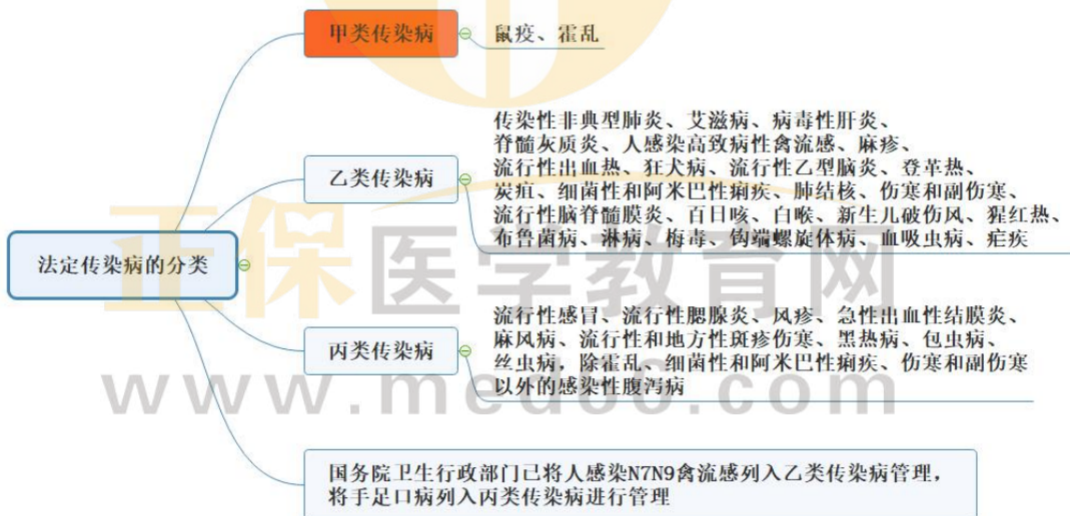 甲类传染病
鼠疫、霍乱
传染性非典型肺炎、艾滋病、病毒性肝炎、
脊髓灰质炎、人感染高致病性禽流感、麻疹、
流行性出血热、狂犬病、流行性乙型脑炎、登革热、
炭疽、细菌性和阿米巴性痢疾、肺结核、伤寒和副伤寒、
流行性脑脊髓膜炎、百日咳、白喉、新生儿破伤风、猩红热、
布鲁菌病、淋病、梅毒、钩端螺旋体病、血吸虫病、疟疾
乙类传染病
法定传染病的分类
正保医学教育网
流行性感冒、流行性腮腺炎、风疹、急性出血性结膜炎、
麻风病、流行性和地方性斑疹伤寒、黑热病、包虫病、
丝虫病,除霍乱、细菌性和阿米巴性痢疾、伤寒和副伤寒
以外的感染性腹泻病
丙类传染病
www.med66.com
国务院卫生行政部门已将人感染N7N9禽流感列入乙类传染病管理,
将手足口病列入丙类传染病进行管理